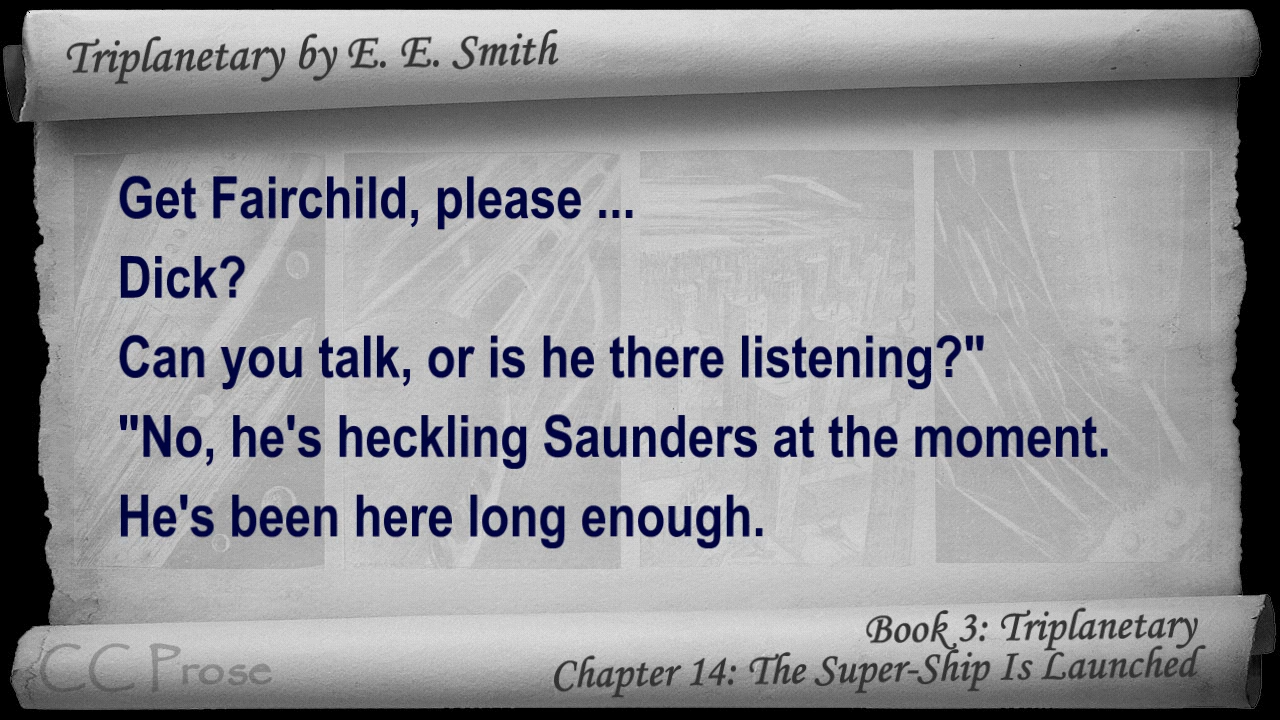 Triplanetary by E. E. Smith
Get Fairchild, please ...
Dick?
Can you talk, or is he there listening?"
"No, he's heckling Saunders at the moment.
He's been here long enough.
Book 3: Triplanetary
Chapter 14: The Super-Ship Is Launched
CC Prose